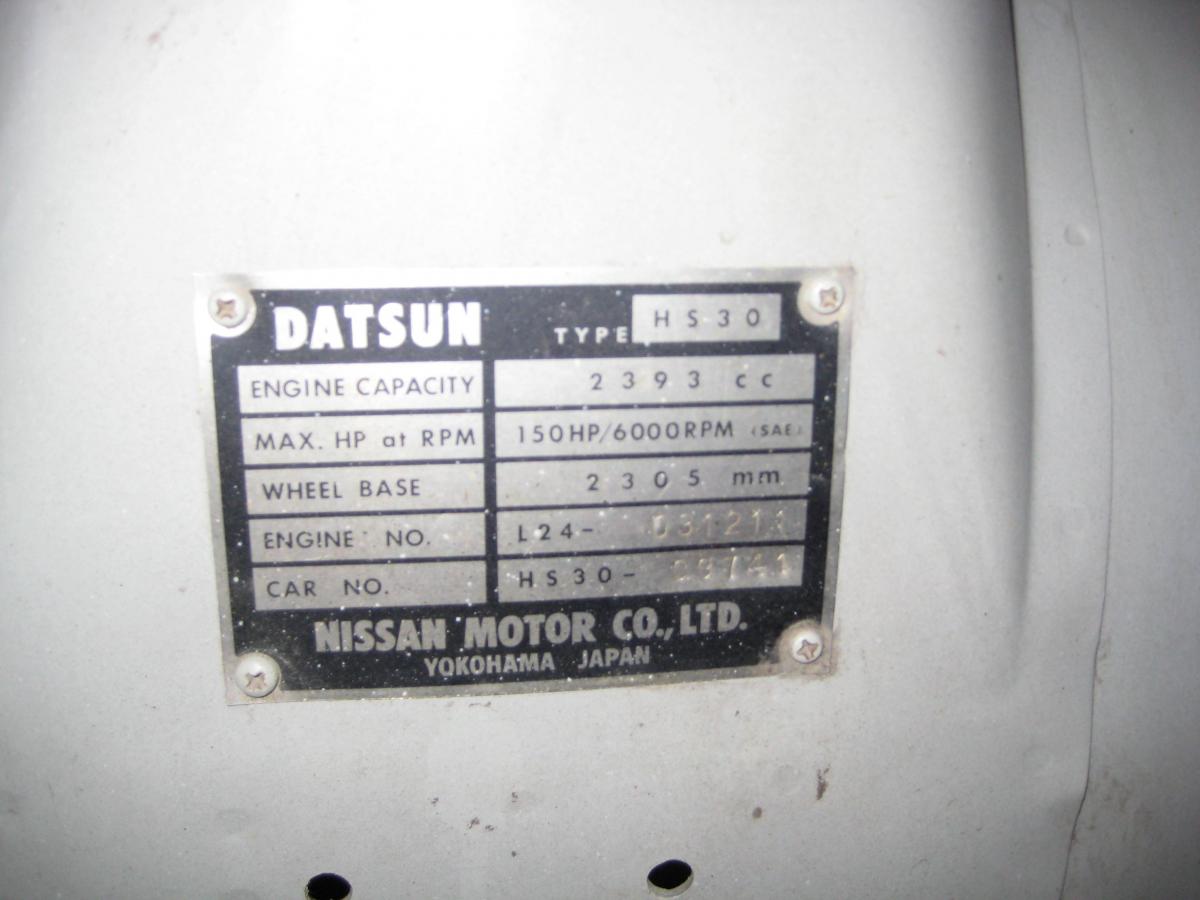 DATSUN TYPE HS30
ENGINE CAPACITY 2393 cc
MAX. HP at RPM 150HP/6000RPM (SAE)
WHEEL BASE 2305 mm
ENGINE NO. L24- 031211
CAR NO. HS30-
NISSAN MOTOR CO., LTD.
YOKOHAMA JAPAN